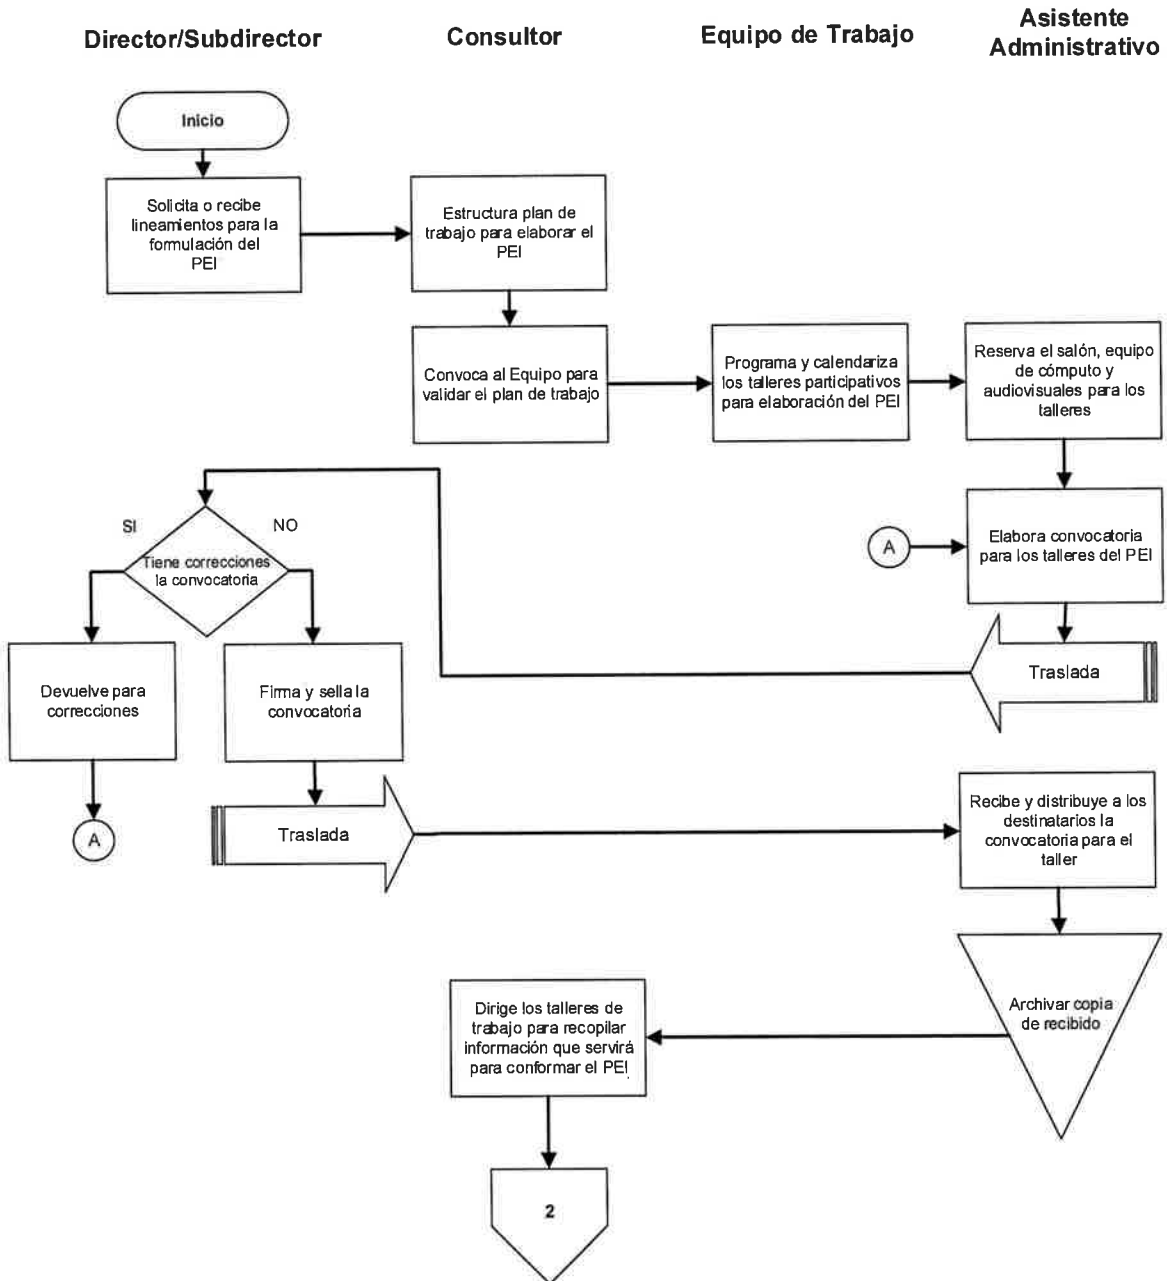 Director/Subdirector
Consultor
Equipo de Trabajo
Asistente
Administrativo
Inicio
Solicita o recibe
lineamientos para la
formulación del
PEI
Estructura plan de
trabajo para elaborar el
PEI
Convoca al Equipo para
validar el plan de trabajo
Programa y calendariza
los talleres participativos
para elaboración del PEI
Reserva el salón, equipo
de cómputo y
audiovisuales para los
talleres
SI
NO
Tiene correcciones
la convocatoria
A
Elabora convocatoria
para los talleres del PEI
Devuelve para
correcciones
Firma y sella la
convocatoria
Traslada
A
Traslada
Recibe y distribuye a los
destinatarios la
convocatoria para el
taller
Archivar copia
de recibido
Dirige los talleres de
trabajo para recopilar
información que servirá
para conformar el PEI
2